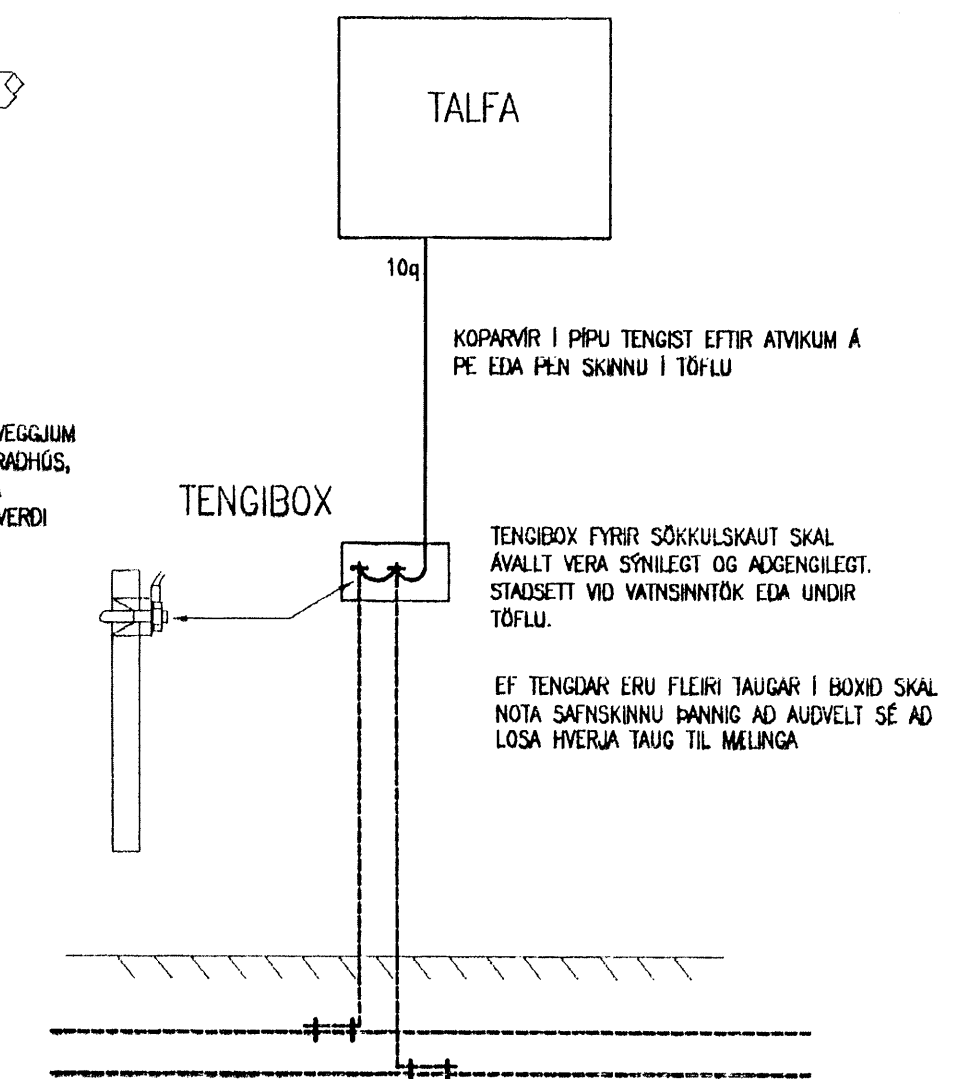 TALFA
10q
KOPARVÍR Í PÍPU TENGIST EFTIR ATVIKUM Á
PE EDA PEN SKINNU Í TÖFLU
VEGGJUM
RADHÚS,
VERDI
TENGIBOX
TENGIBOX FYRIR SÖKKULSKAUT SKAL
ÁVALLT VERA SÝNILEGT OG ADGENGILEGT.
STADSETT VID VATNSINNTÖK EDA UNDIR
TÖFLU.
EF TENGDAR ERU FLEIRI TAUGAR Í BOXID SKAL
NOTA SAFNSKINNU ÞANNIG AD AUDVELT SÉ AD
LOSA HVERJA TAUG TIL MÆLINGA